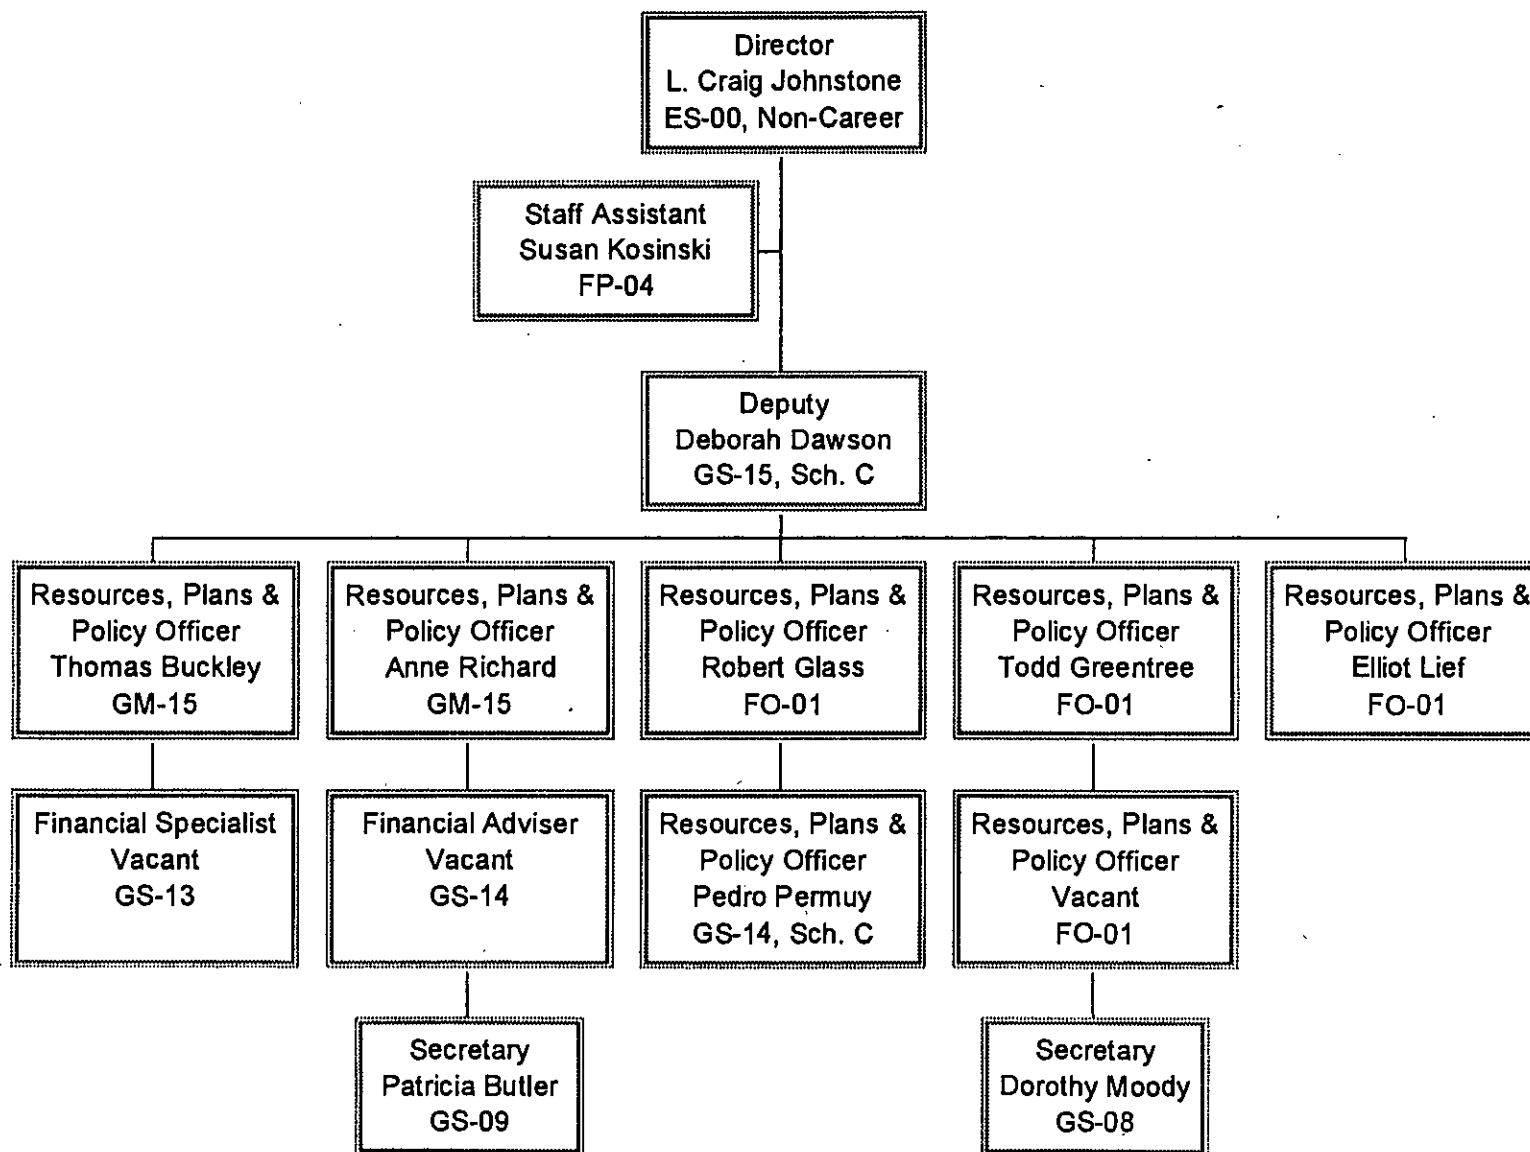 Director
L. Craig Johnstone
ES-00, Non-Career
Staff Assistant
Susan Kosinski
FP-04
Deputy
Deborah Dawson
GS-15, Sch. C
Resources, Plans &
Policy Officer
Thomas Buckley
GM-15
Resources, Plans &
Policy Officer
Anne Richard
GM-15
Resources, Plans &
Policy Officer
Robert Glass
FO-01
Resources, Plans &
Policy Officer
Todd Greentree
FO-01
Resources, Plans &
Policy Officer
Elliot Lief
FO-01
Financial Specialist
Vacant
GS-13
Financial Adviser
Vacant
GS-14
Resources, Plans &
Policy Officer
Pedro Permuy
GS-14, Sch. C
Resources, Plans &
Policy Officer
Vacant
FO-01
Secretary
Patricia Butler
GS-09
Secretary
Dorothy Moody
GS-08